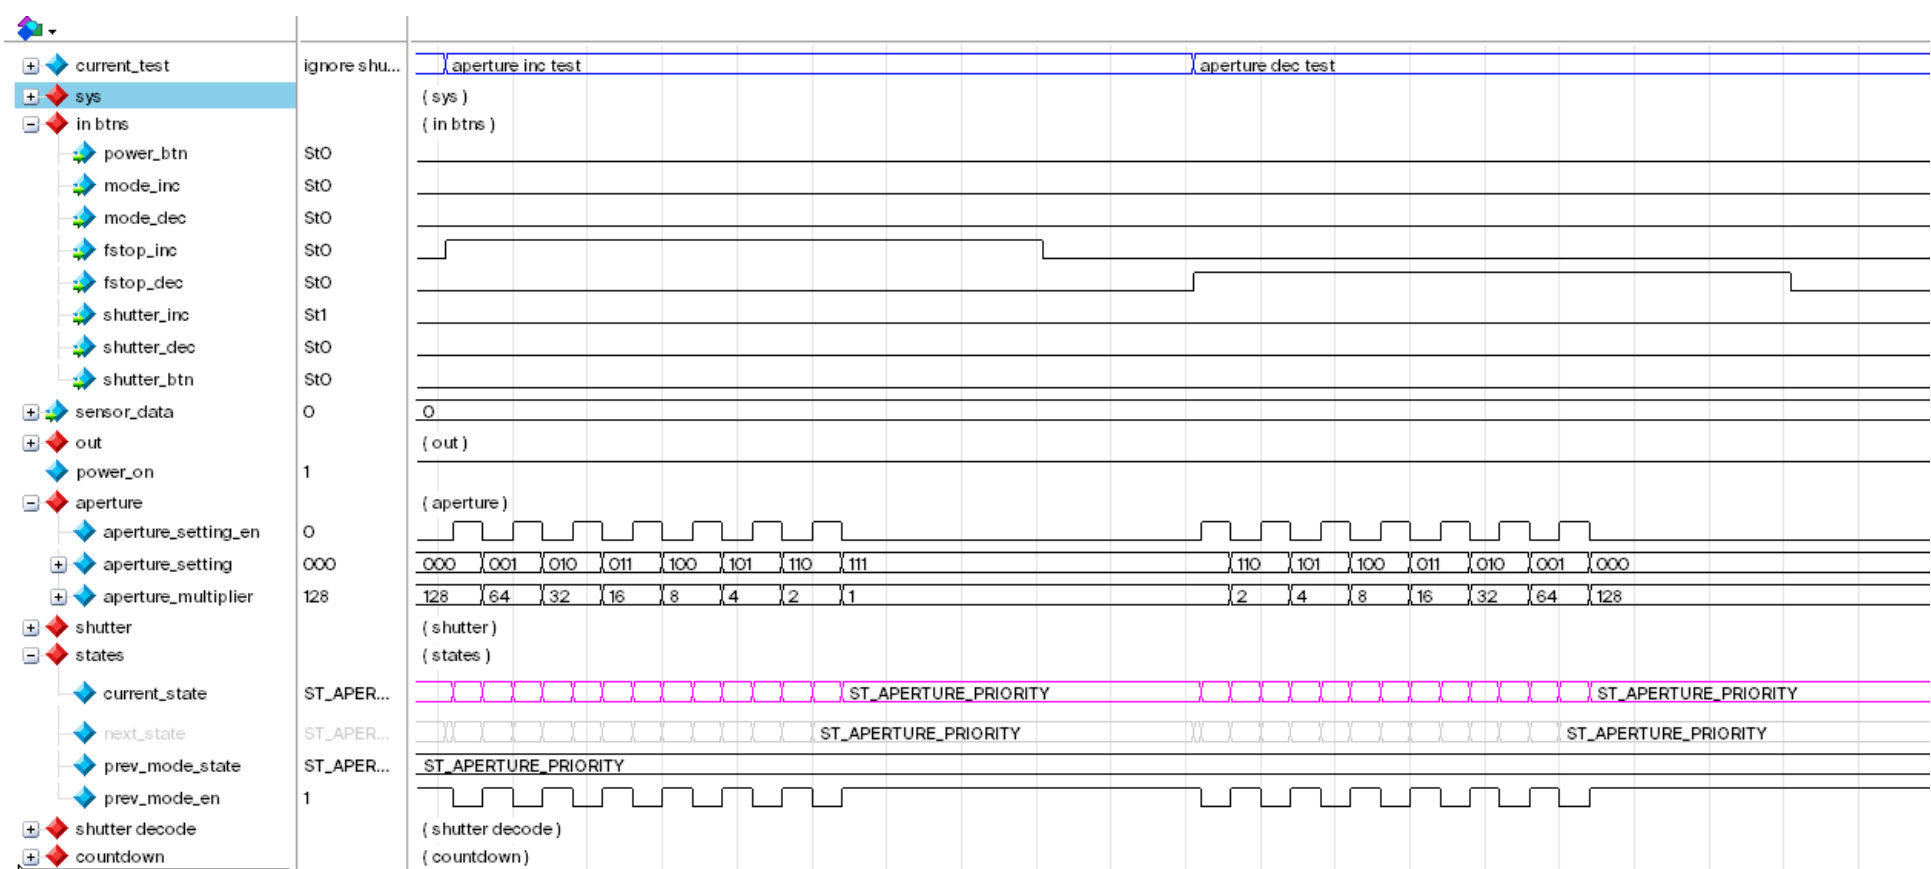 current_test ignore shu... aperture inc test aperture dec test
sys ( sys )
in btns ( in btns )
power_btn St0
mode_inc St0
mode_dec St0
fstop_inc St0
fstop_dec St0
shutter_inc St1
shutter_dec St0
shutter_btn St0
sensor_data 0 0
out ( out )
power_on 1
aperture ( aperture )
aperture_setting_en 0
aperture_setting 000 000 001 010 011 100 101 110 111 110 101 100 011 010 001 000
aperture_multiplier 128 128 64 32 16 8 4 2 1 2 4 8 16 32 64 128
shutter ( shutter )
states ( states )
current_state ST_APER... ST_APERTURE_PRIORITY ST_APERTURE_PRIORITY
next_state ST_APER... ST_APERTURE_PRIORITY ST_APERTURE_PRIORITY
prev_mode_state ST_APER... ST_APERTURE_PRIORITY
prev_mode_en 1
shutter decode ( shutter decode )
countdown ( countdown )